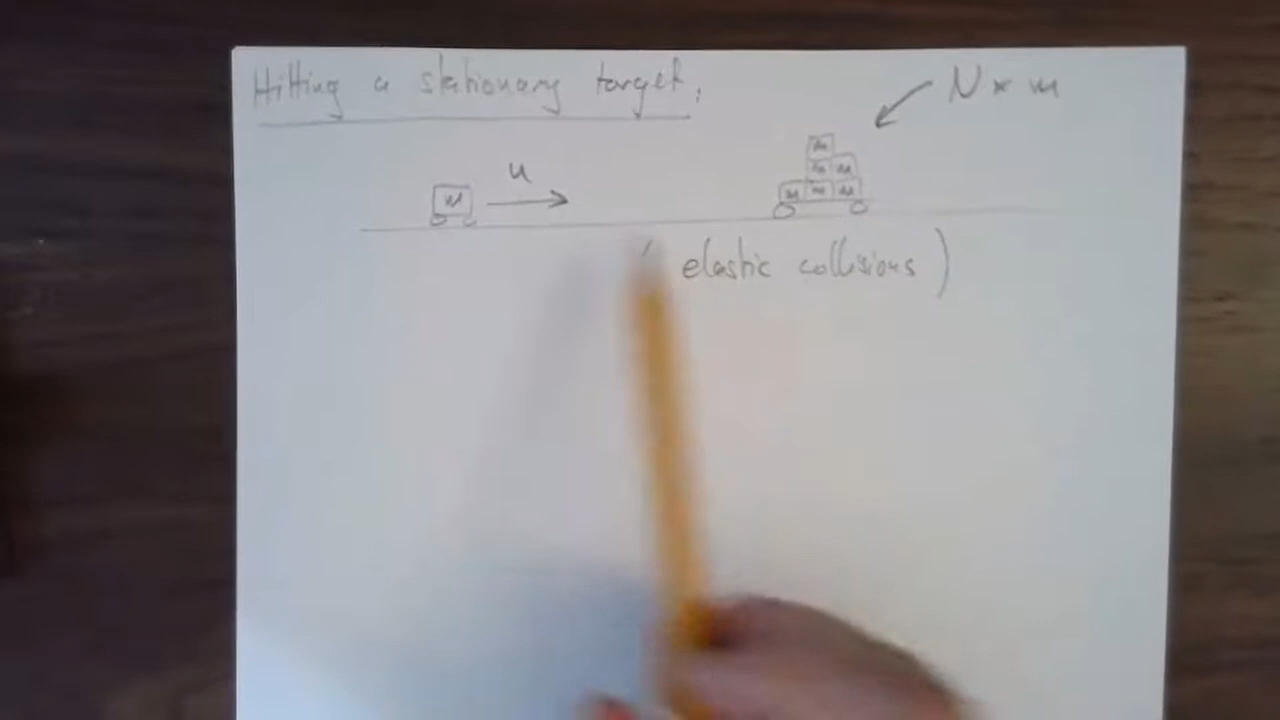 Hitting a stationary target:
N × m
u
m
m
m m
m m m
(elastic collisions)